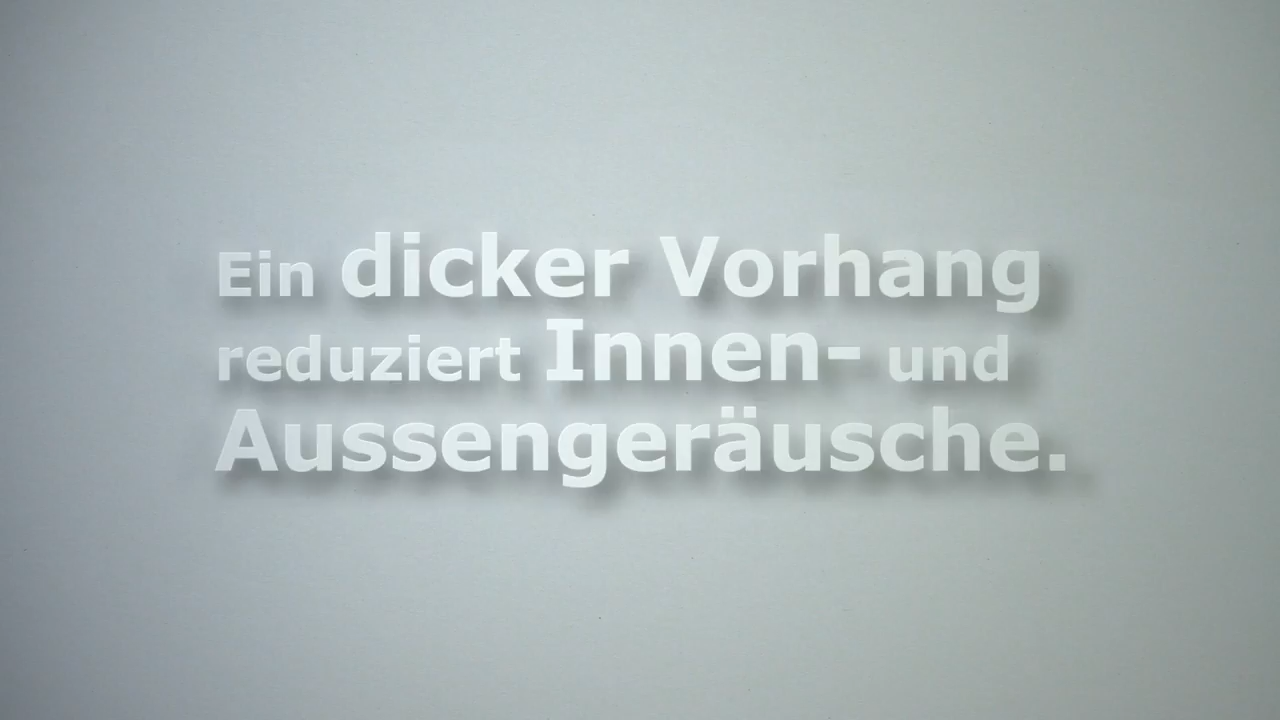 Ein dicker Vorhang
reduziert Innen- und
Aussengeräusche.